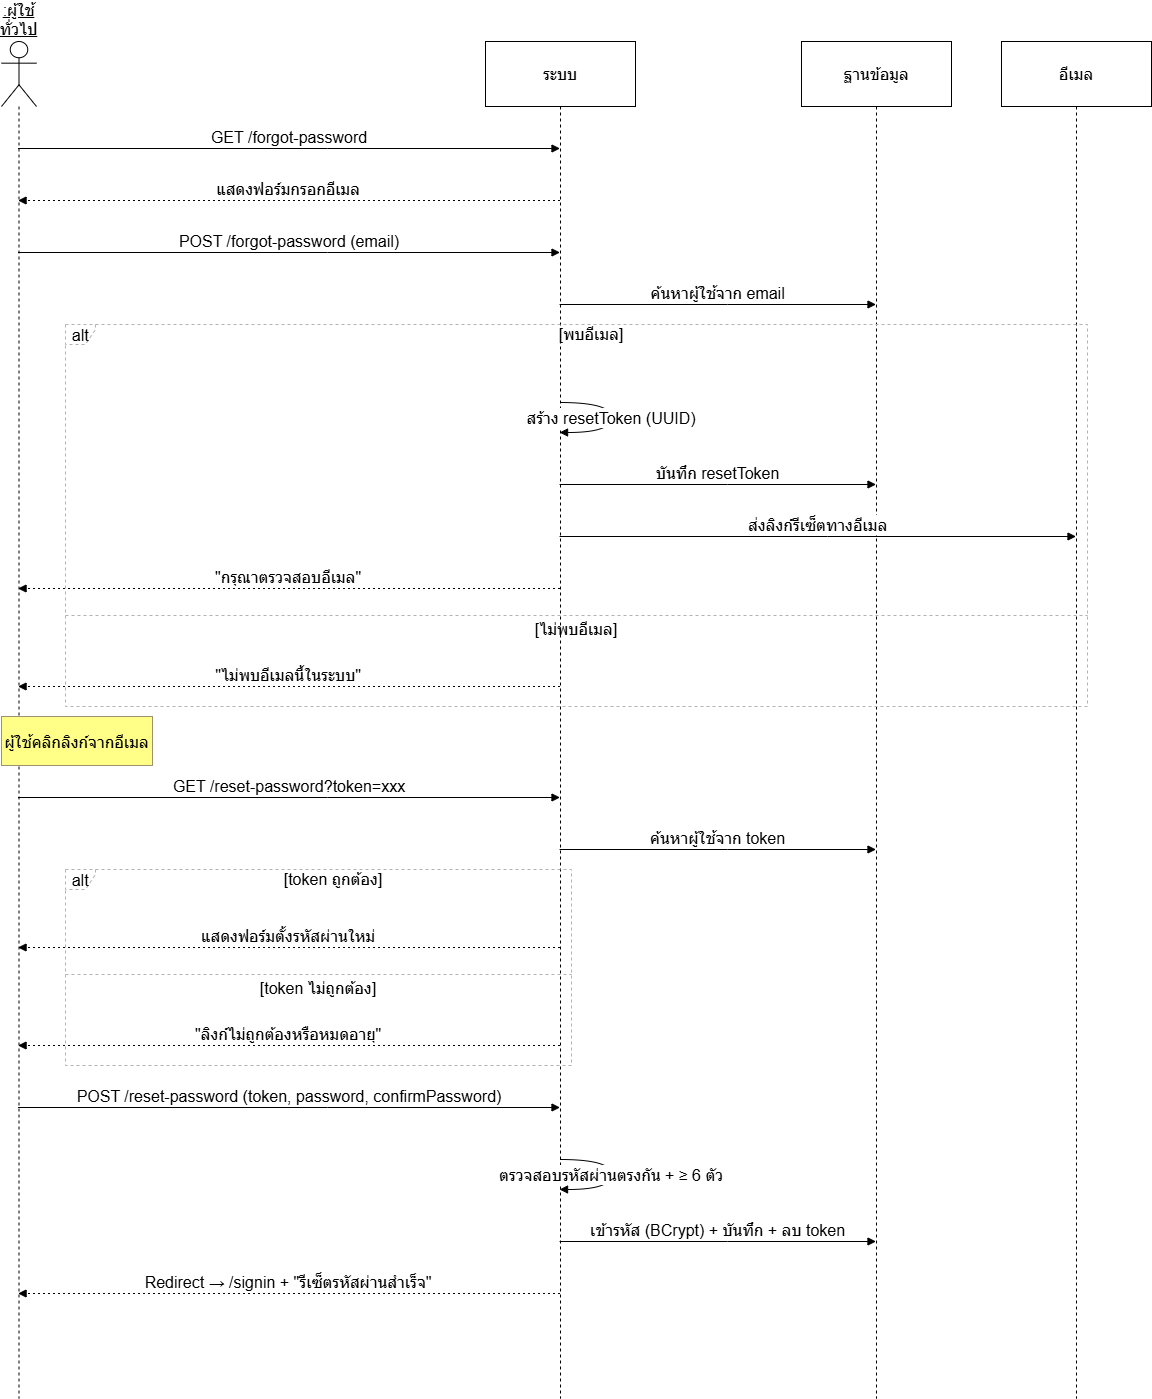 :ผู้ใช้
ทั่วไป
ระบบ
ฐานข้อมูล
อีเมล
GET /forgot-password
แสดงฟอร์มกรอกอีเมล
POST /forgot-password (email)
ค้นหาผู้ใช้จาก email
alt
[พบอีเมล]
สร้าง resetToken (UUID)
บันทึก resetToken
ส่งลิงก์รีเซ็ตทางอีเมล
"กรุณาตรวจสอบอีเมล"
[ไม่พบอีเมล]
"ไม่พบอีเมลนี้ในระบบ"
ผู้ใช้คลิกลิงก์จากอีเมล
GET /reset-password?token=xxx
ค้นหาผู้ใช้จาก token
alt
[token ถูกต้อง]
แสดงฟอร์มตั้งรหัสผ่านใหม่
[token ไม่ถูกต้อง]
"ลิงก์ไม่ถูกต้องหรือหมดอายุ"
POST /reset-password (token, password, confirmPassword)
ตรวจสอบรหัสผ่านตรงกัน + ≥ 6 ตัว
เข้ารหัส (BCrypt) + บันทึก + ลบ token
Redirect → /signin + "รีเซ็ตรหัสผ่านสำเร็จ"